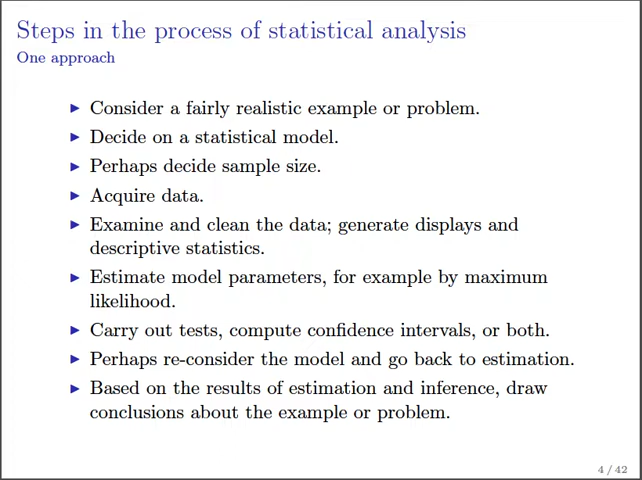 Steps in the process of statistical analysis
One approach
Consider a fairly realistic example or problem.
Decide on a statistical model.
Perhaps decide sample size.
Acquire data.
Examine and clean the data; generate displays and
descriptive statistics.
Estimate model parameters, for example by maximum
likelihood.
Carry out tests, compute confidence intervals, or both.
Perhaps re-consider the model and go back to estimation.
Based on the results of estimation and inference, draw
conclusions about the example or problem.
4 / 42